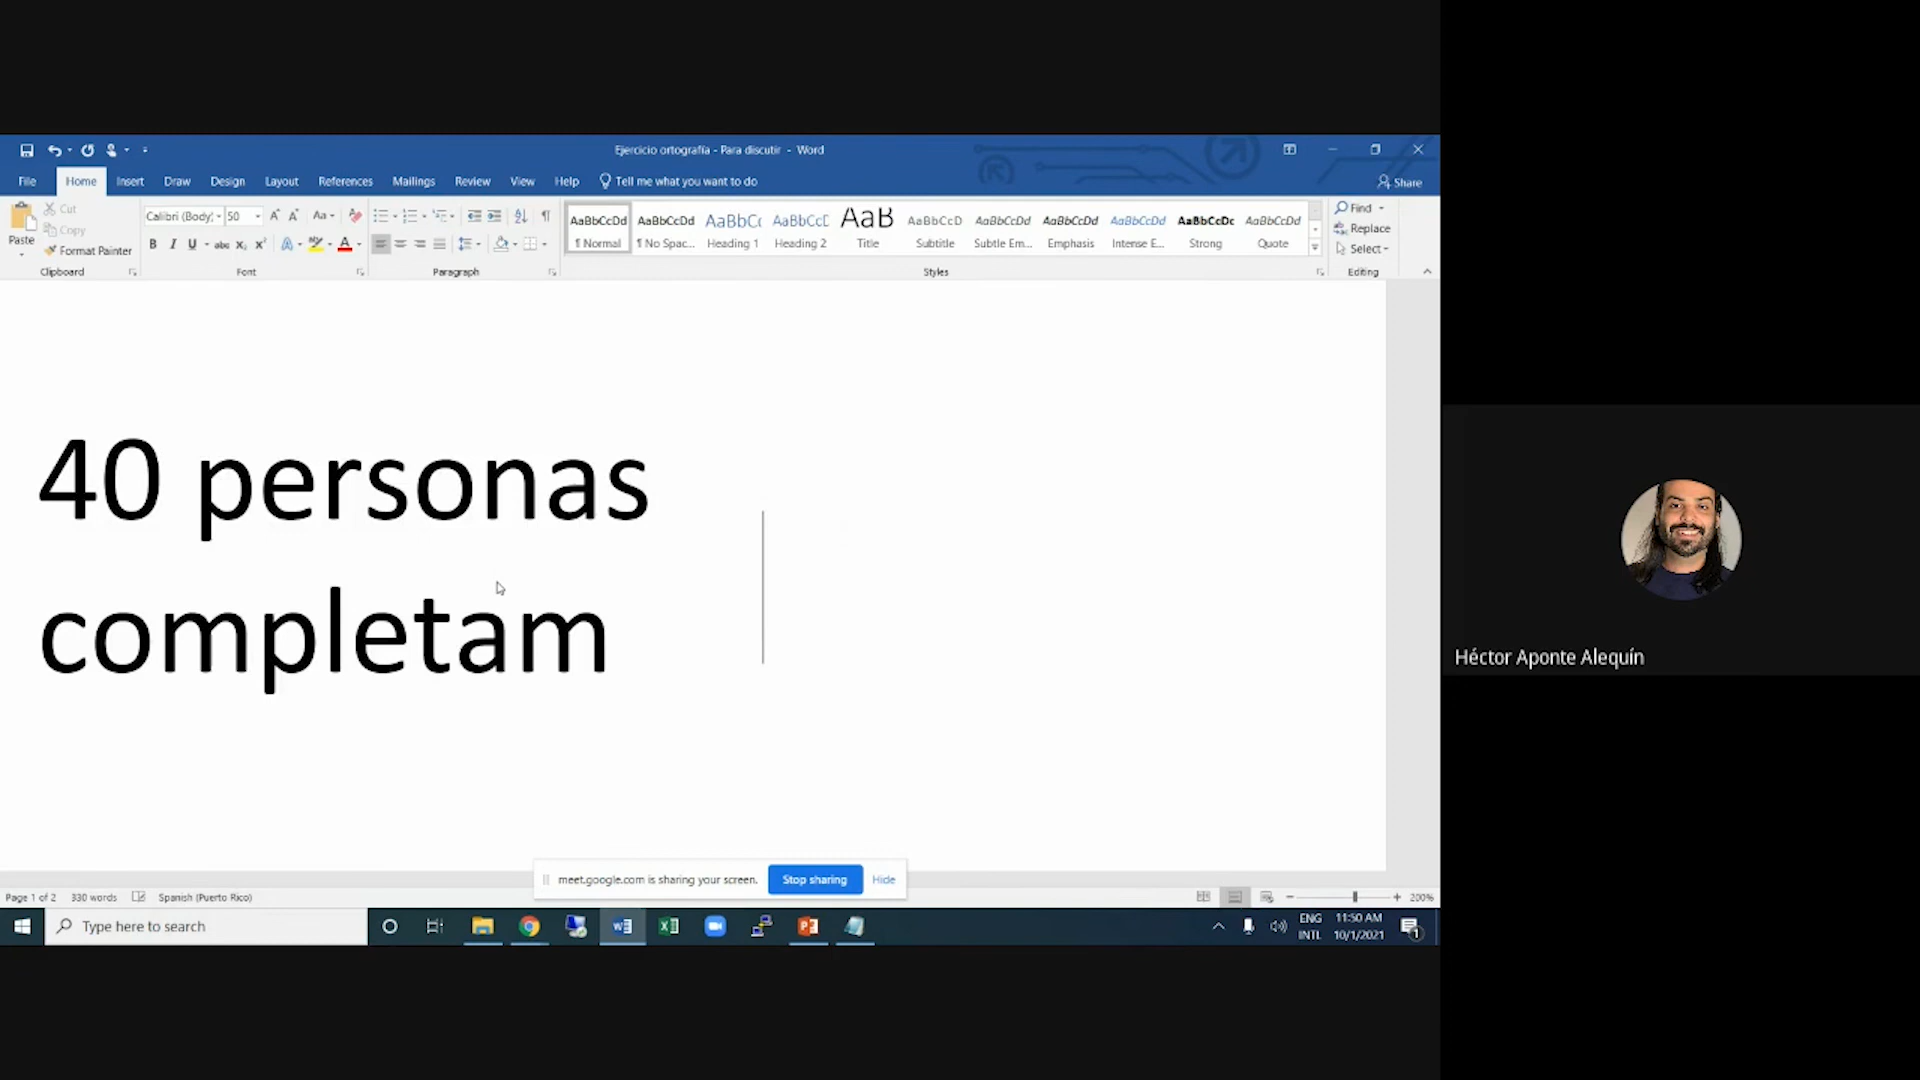 Ejercicio ortografía - Para discutir - Word
File Home Insert Draw Design Layout References Mailings Review View Help Tell me what you want to do Share
Paste Cut
Copy
Format Painter
Clipboard
Calibri (Body) 50
Font
Paragraph
AaBbCcDd AaBbCcDd AaBbCc AaBbCcD AaB AaBbCcD AaBbCcDd AaBbCcDd AaBbCcDd AaBbCcDc AaBbCcDd
¶ Normal ¶ No Spac... Heading 1 Heading 2 Title Subtitle Subtle Em... Emphasis Intense E... Strong Quote
Styles
Find
Replace
Select
Editing
40 personas
completam
Héctor Aponte Alequín
meet.google.com is sharing your screen. Stop sharing Hide
Page 1 of 2 330 words Spanish (Puerto Rico) 200%
Type here to search
ENG
INTL
11:50 AM
10/1/2021
1